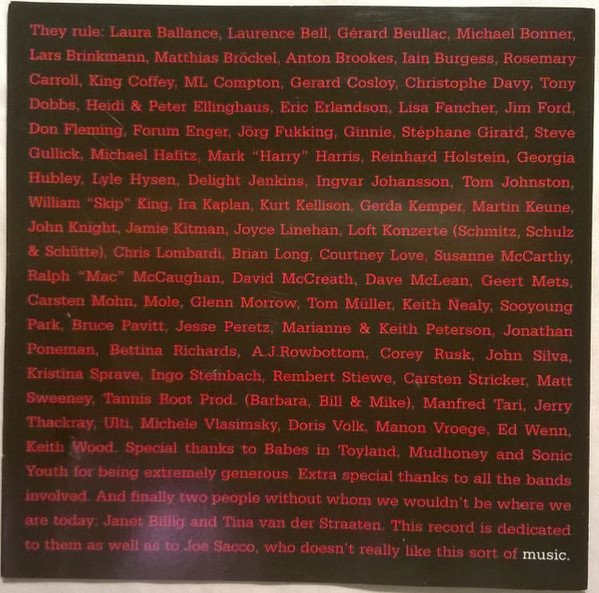 They rule: Laura Ballance, Laurence Bell, Gérard Beullac, Michael Bonner,
Lars Brinkmann, Matthias Bröckel, Anton Brookes, Iain Burgess, Rosemary
Carroll, King Coffey, ML Compton, Gerard Cosloy, Christophe Davy, Tony
Dobbs, Heidi & Peter Ellinghaus, Eric Erlandson, Lisa Fancher, Jim Ford,
Don Fleming, Forum Enger, Jörg Fukking, Ginnie, Stéphane Girard, Steve
Gullick, Michael Hafitz, Mark "Harry" Harris, Reinhard Holstein, Georgia
Hubley, Lyle Hysen, Delight Jenkins, Ingvar Johansson, Tom Johnston,
William "Skip" King, Ira Kaplan, Kurt Kellison, Gerda Kemper, Martin Keune,
John Knight, Jamie Kitman, Joyce Linehan, Loft Konzerte (Schmitz, Schulz
& Schütte), Chris Lombardi, Brian Long, Courtney Love, Susanne McCarthy,
Ralph "Mac" McCaughan, David McCreath, Dave McLean, Geert Mets,
Carsten Mohn, Mole, Glenn Morrow, Tom Müller, Keith Nealy, Sooyoung
Park, Bruce Pavitt, Jesse Peretz, Marianne & Keith Peterson, Jonathan
Poneman, Bettina Richards, A.J.Rowbottom, Corey Rusk, John Silva,
Kristina Sprave, Ingo Steinbach, Rembert Stiewe, Carsten Stricker, Matt
Sweeney, Tannis Root Prod. (Barbara, Bill & Mike), Manfred Tari, Jerry
Thackray, Ulti, Michele Vlasimsky, Doris Volk, Manon Vroege, Ed Wenn,
Keith Wood. Special thanks to Babes in Toyland, Mudhoney and Sonic
Youth for being extremely generous. Extra special thanks to all the bands
involved. And finally two people without whom we wouldn't be where we
are today: Janet Billig and Tina van der Straaten. This record is dedicated
to them as well as to Joe Sacco, who doesn't really like this sort of music.